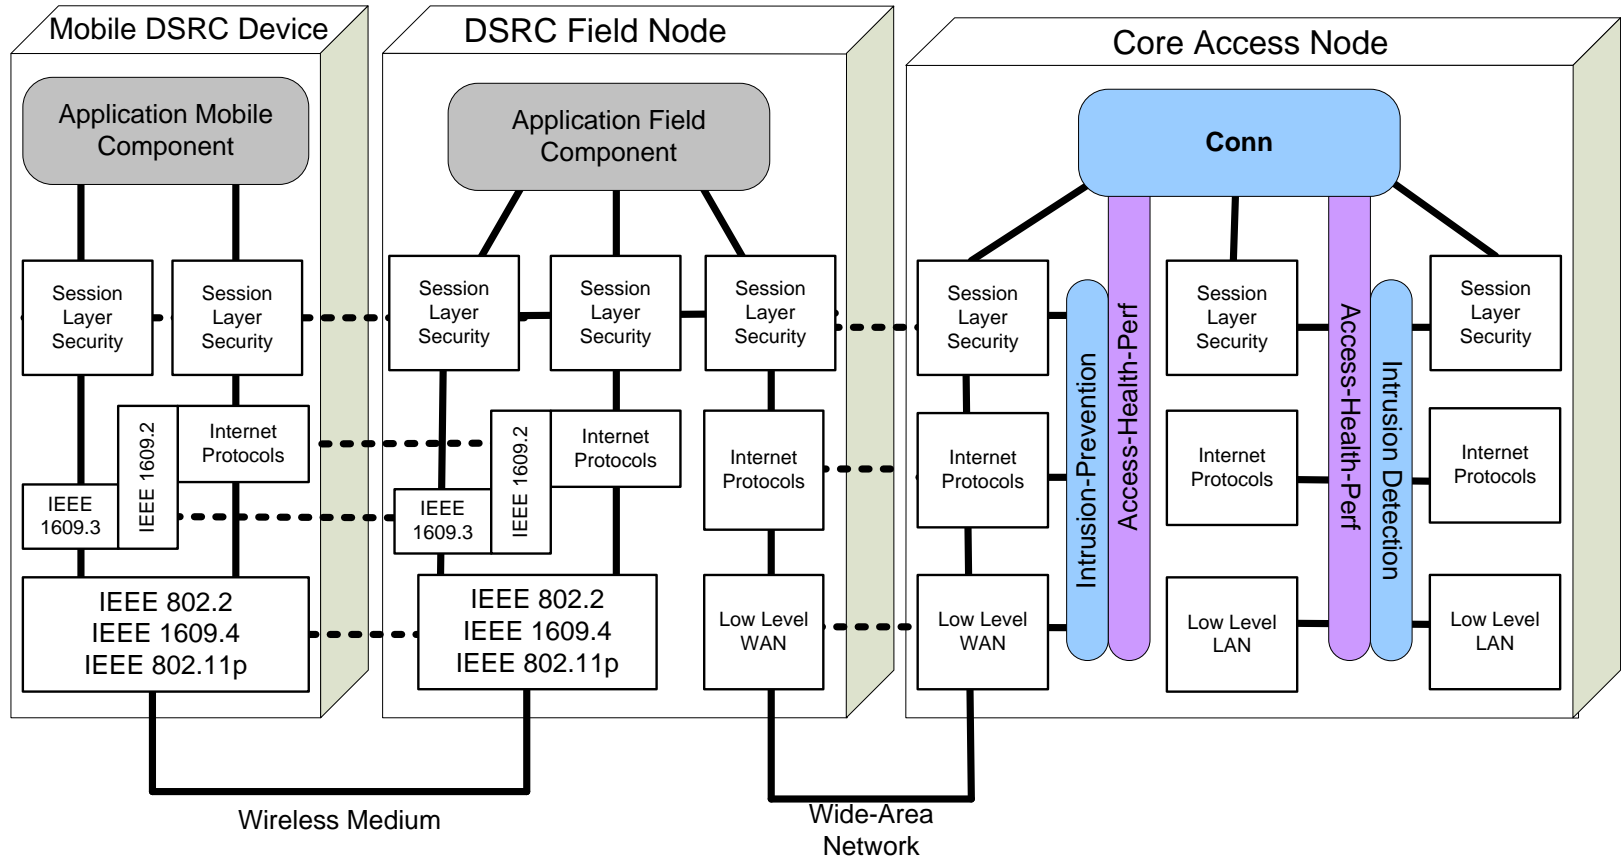 Mobile DSRC Device
DSRC Field Node
Core Access Node
Application Mobile
Component
Application Field
Component
Conn
Session
Layer
Security
Session
Layer
Security
Session
Layer
Security
Session
Layer
Security
Session
Layer
Security
Session
Layer
Security
Session
Layer
Security
Session
Layer
Security
Intrusion-Prevention
Access-Health-Perf
Access-Health-Perf
Intrusion Detection
IEEE 1609.2
Internet
Protocols
IEEE
1609.3
IEEE 1609.2
Internet
Protocols
IEEE
1609.3
Internet
Protocols
Internet
Protocols
Internet
Protocols
Internet
Protocols
IEEE 802.2
IEEE 1609.4
IEEE 802.11p
IEEE 802.2
IEEE 1609.4
IEEE 802.11p
Low Level
WAN
Low Level
WAN
Low Level
LAN
Low Level
LAN
Wireless Medium
Wide-Area
Network